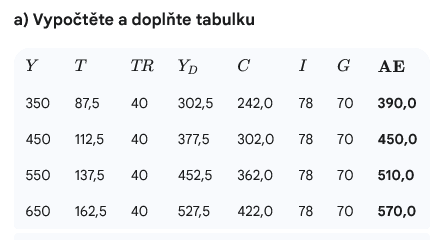 a) Vypočtěte a doplňte tabulku
Y T TR Y_D C I G AE
350 87,5 40 302,5 242,0 78 70 390,0
450 112,5 40 377,5 302,0 78 70 450,0
550 137,5 40 452,5 362,0 78 70 510,0
650 162,5 40 527,5 422,0 78 70 570,0